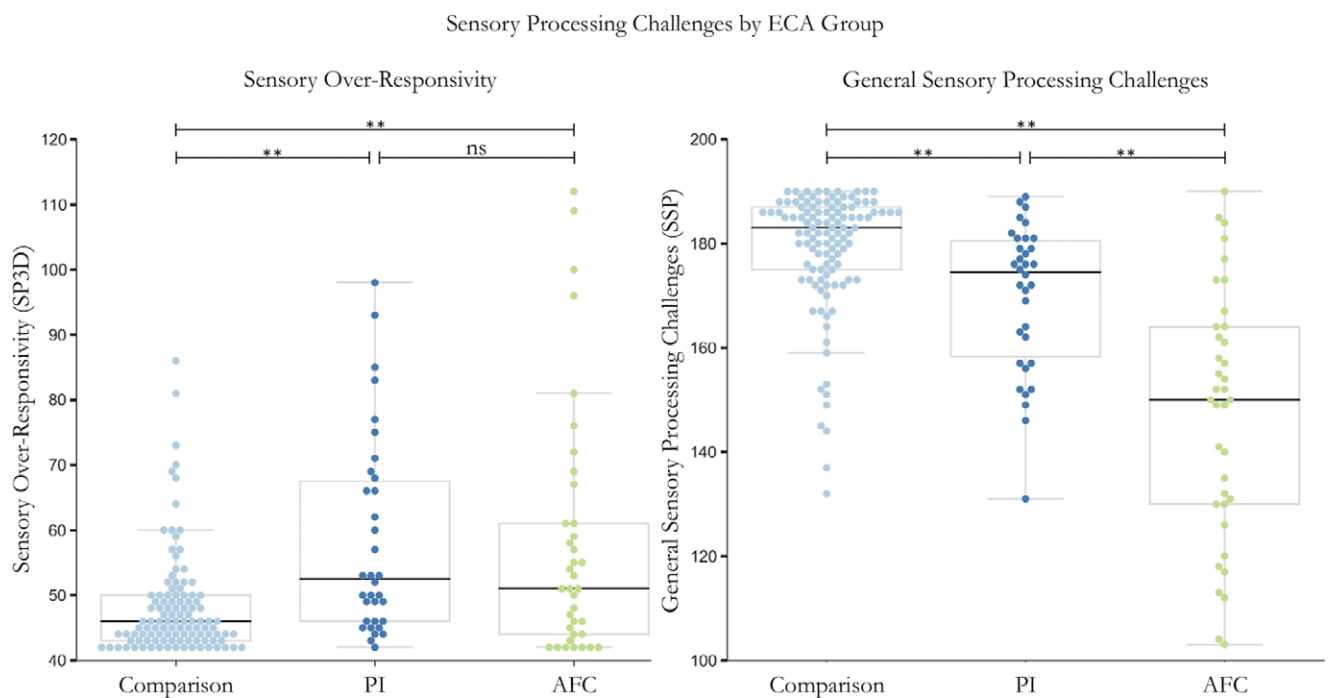 Sensory Processing Challenges by ECA Group
Sensory Over-Responsivity
**
**
ns
Sensory Over-Responsivity (SP3D)
120
110
100
90
80
70
60
50
40
Comparison
PI
AFC
General Sensory Processing Challenges
**
**
**
General Sensory Processing Challenges (SSP)
200
180
160
140
120
100
Comparison
PI
AFC